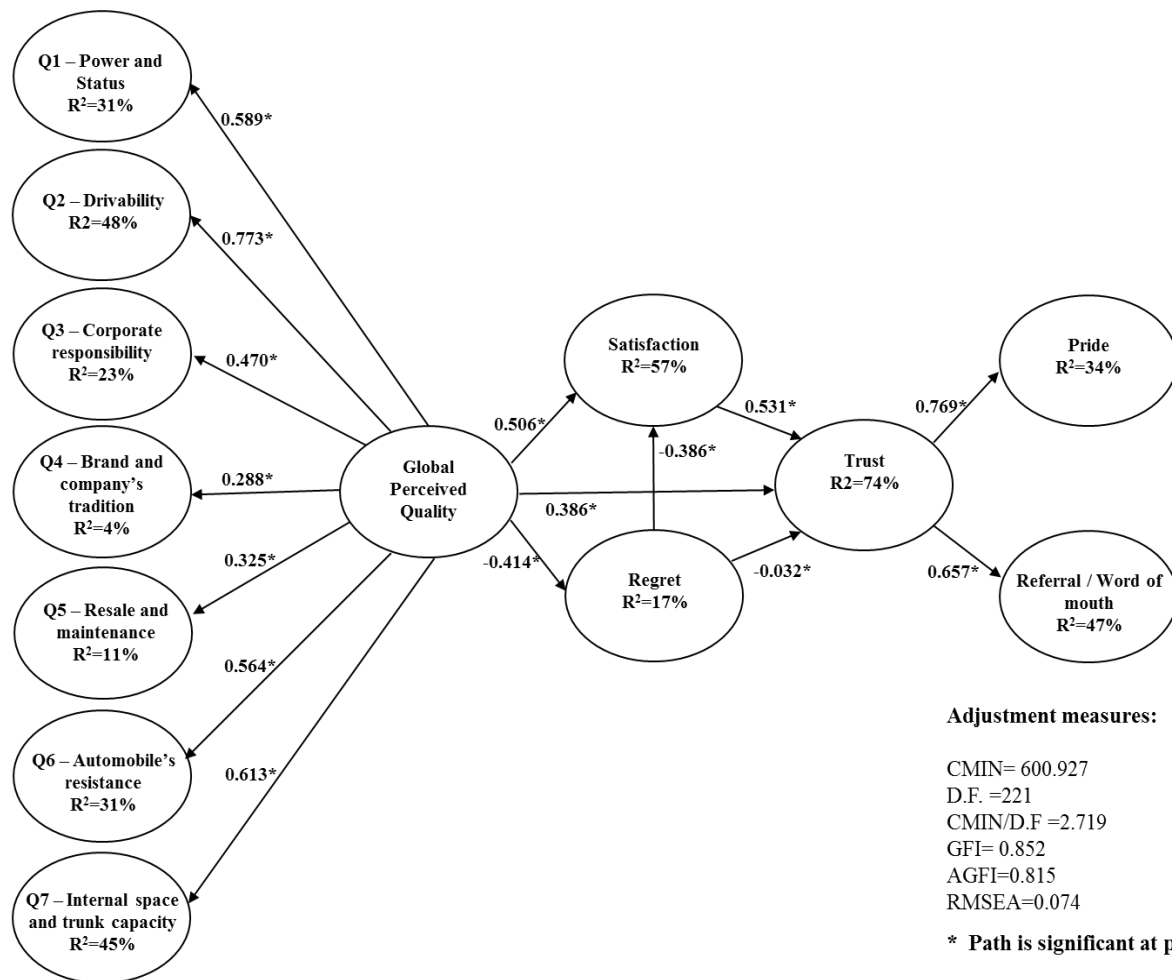 Q1 – Power and
Status
R²=31%
0.589*
Q2 – Drivability
R2=48%
0.773*
Q3 – Corporate
responsibility
R²=23%
0.470*
Q4 – Brand and
company's
tradition
R²=4%
0.288*
Q5 – Resale and
maintenance
R²=11%
0.325*
Q6 – Automobile's
resistance
R²=31%
0.564*
Q7 – Internal space
and trunk capacity
R²=45%
0.613*
Global
Perceived
Quality
0.506*
0.386*
-0.414*
Satisfaction
R²=57%
-0.386*
Regret
R²=17%
0.531*
-0.032*
Trust
R2=74%
0.769*
0.657*
Pride
R²=34%
Referral / Word of
mouth
R²=47%
Adjustment measures:
CMIN= 600.927
D.F. =221
CMIN/D.F =2.719
GFI= 0.852
AGFI=0.815
RMSEA=0.074
* Path is significant at p